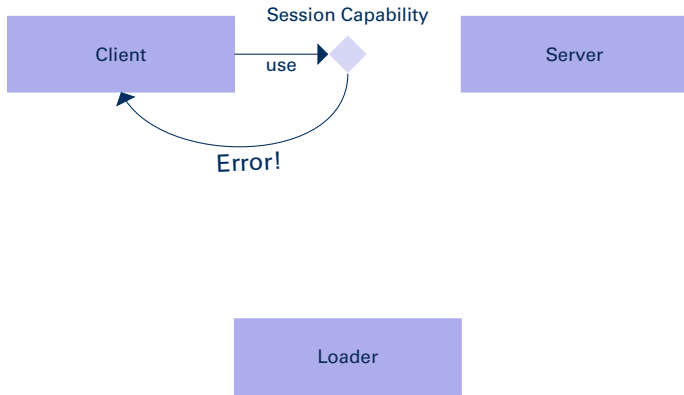 Session Capability
Client
use
Server
Error!
Loader